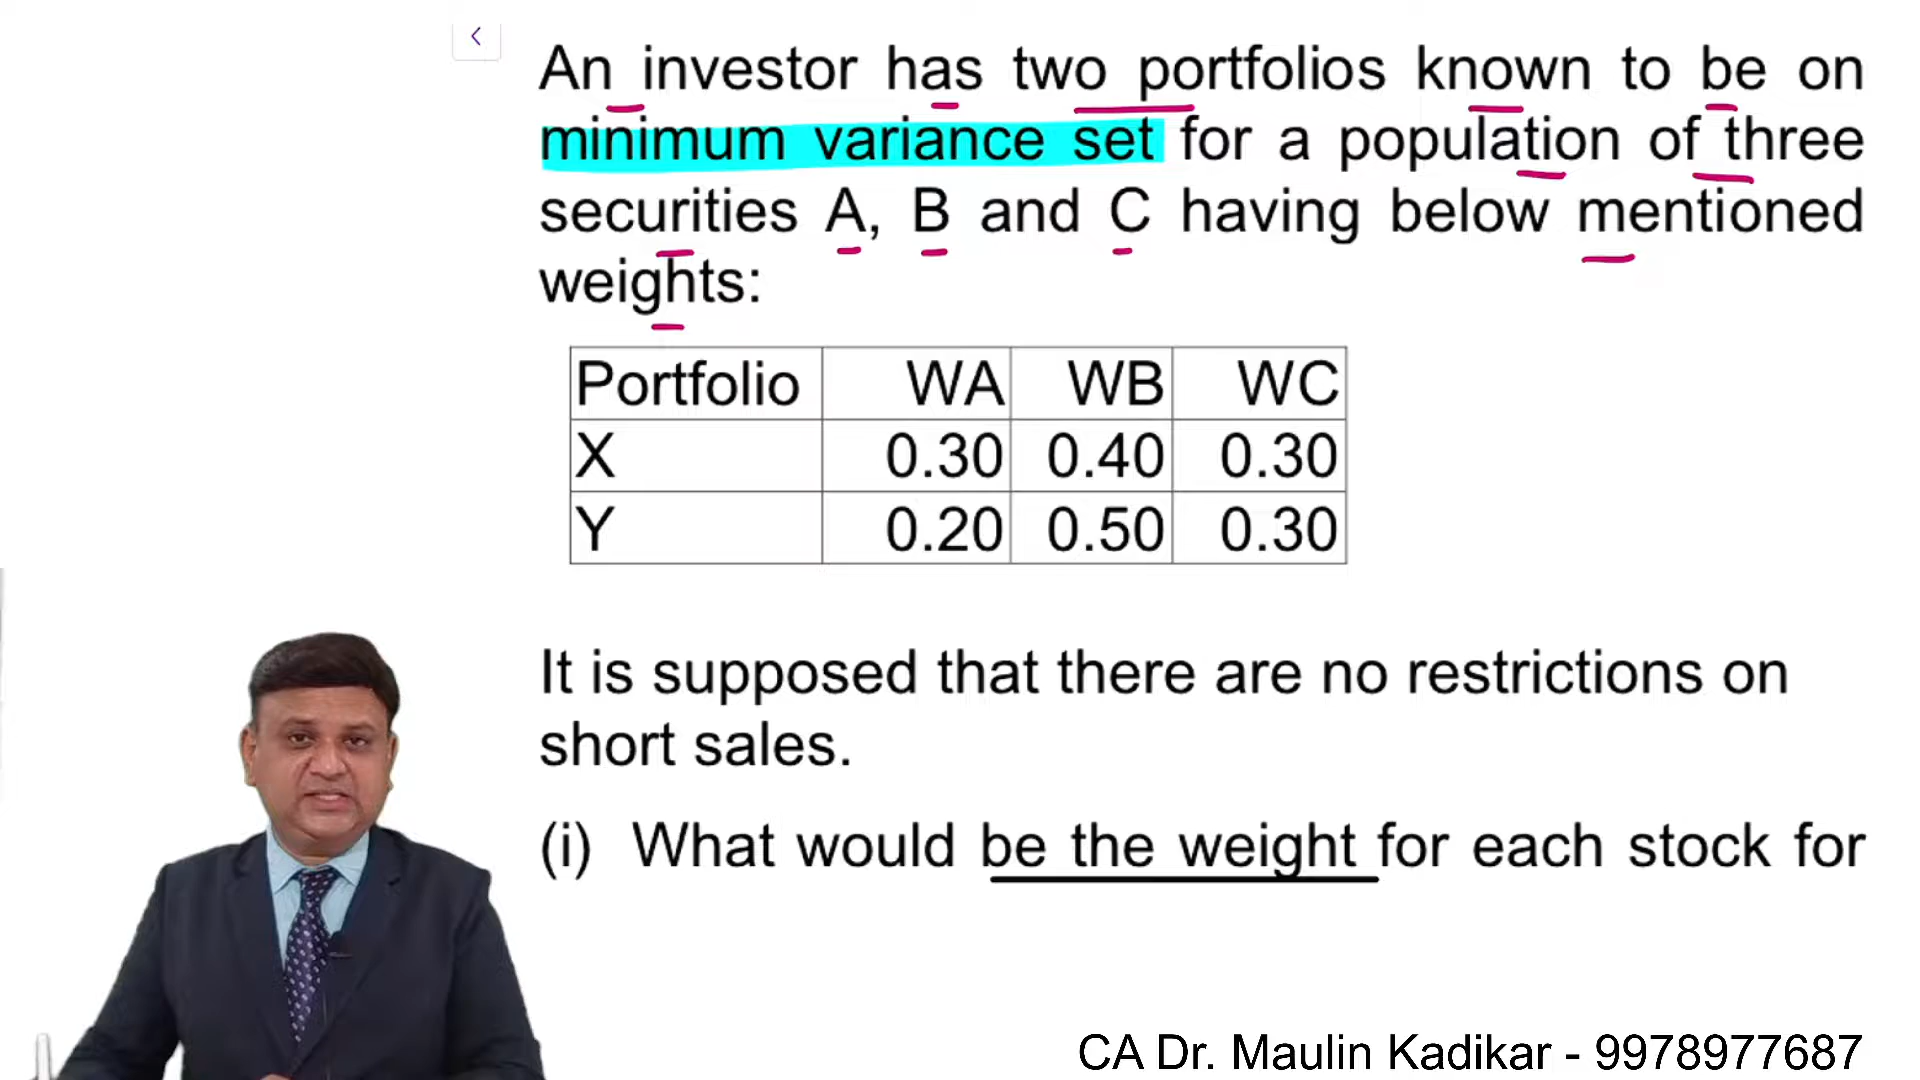 An investor has two portfolios known to be on
minimum variance set for a population of three
securities A, B and C having below mentioned
weights:
Portfolio WA WB WC
X 0.30 0.40 0.30
Y 0.20 0.50 0.30
It is supposed that there are no restrictions on
short sales.
(i) What would be the weight for each stock for
CA Dr. Maulin Kadikar - 9978977687